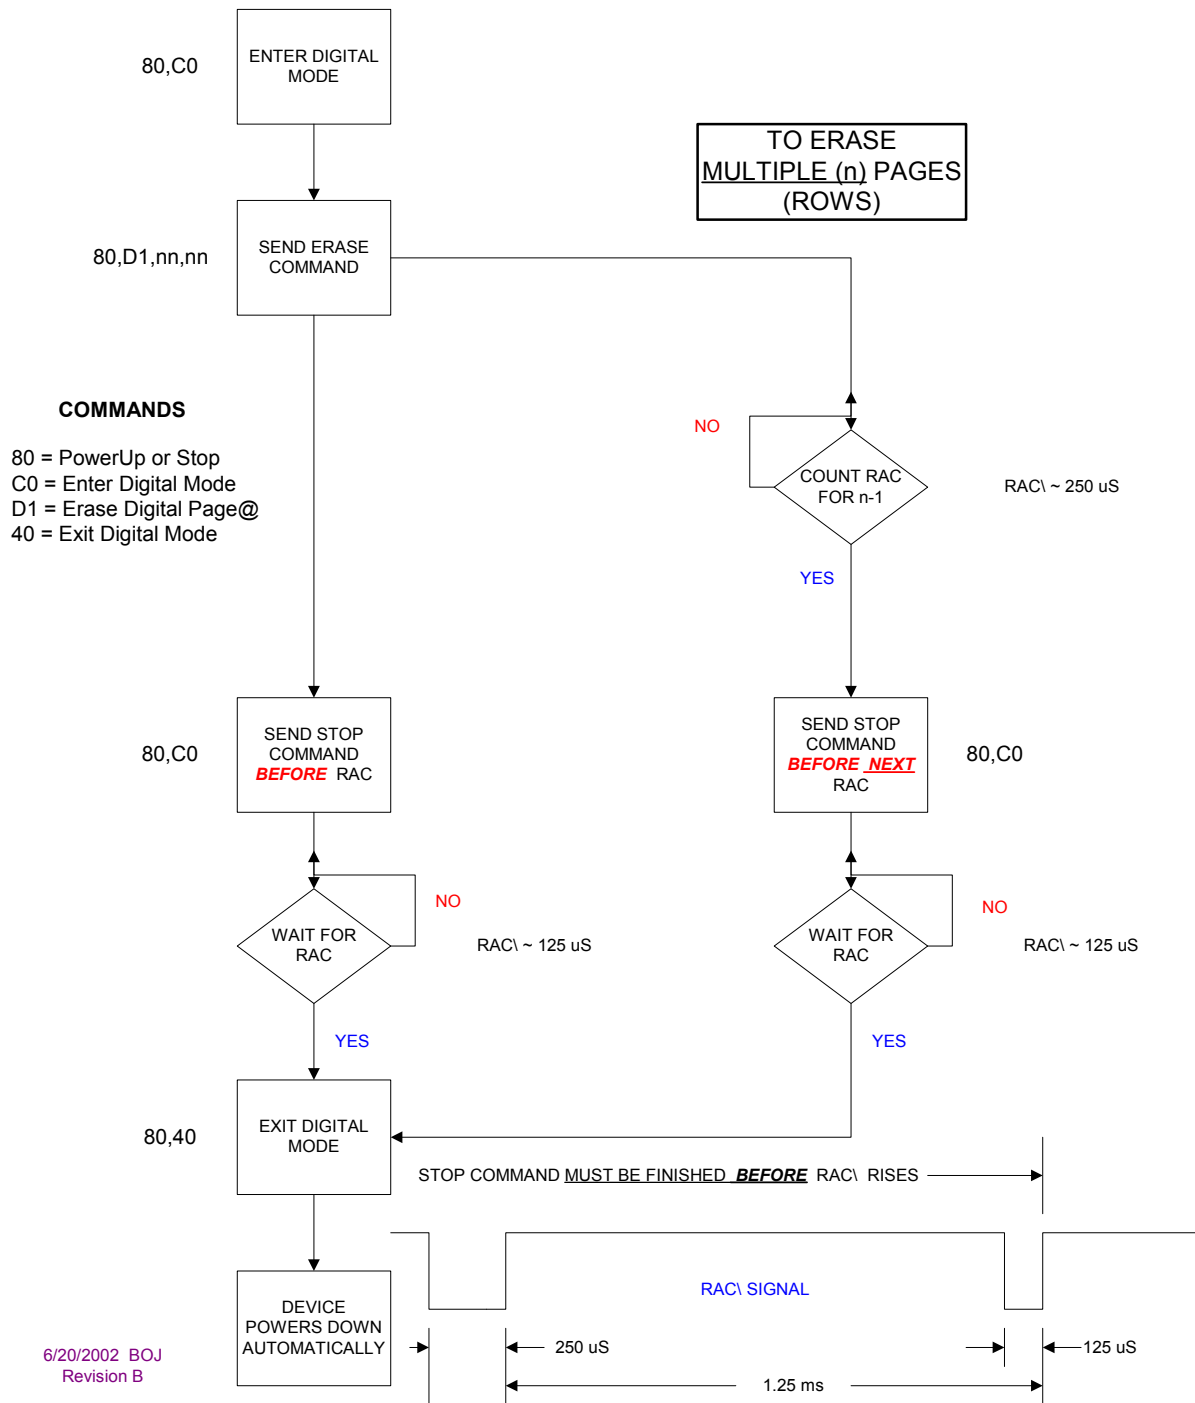 80,C0
ENTER DIGITAL
MODE
TO ERASE
MULTIPLE (n) PAGES
(ROWS)
80,D1,nn,nn
SEND ERASE
COMMAND
COMMANDS
80 = PowerUp or Stop
C0 = Enter Digital Mode
D1 = Erase Digital Page@
40 = Exit Digital Mode
NO
COUNT RAC
FOR n-1
RAC\ ~ 250 uS
YES
80,C0
SEND STOP
COMMAND
BEFORE RAC
SEND STOP
COMMAND
BEFORE NEXT
RAC
80,C0
WAIT FOR
RAC
NO
RAC\ ~ 125 uS
YES
WAIT FOR
RAC
NO
RAC\ ~ 125 uS
YES
80,40
EXIT DIGITAL
MODE
STOP COMMAND MUST BE FINISHED BEFORE RAC\ RISES
RAC\ SIGNAL
DEVICE
POWERS DOWN
AUTOMATICALLY
250 uS
125 uS
1.25 ms
6/20/2002 BOJ
Revision B